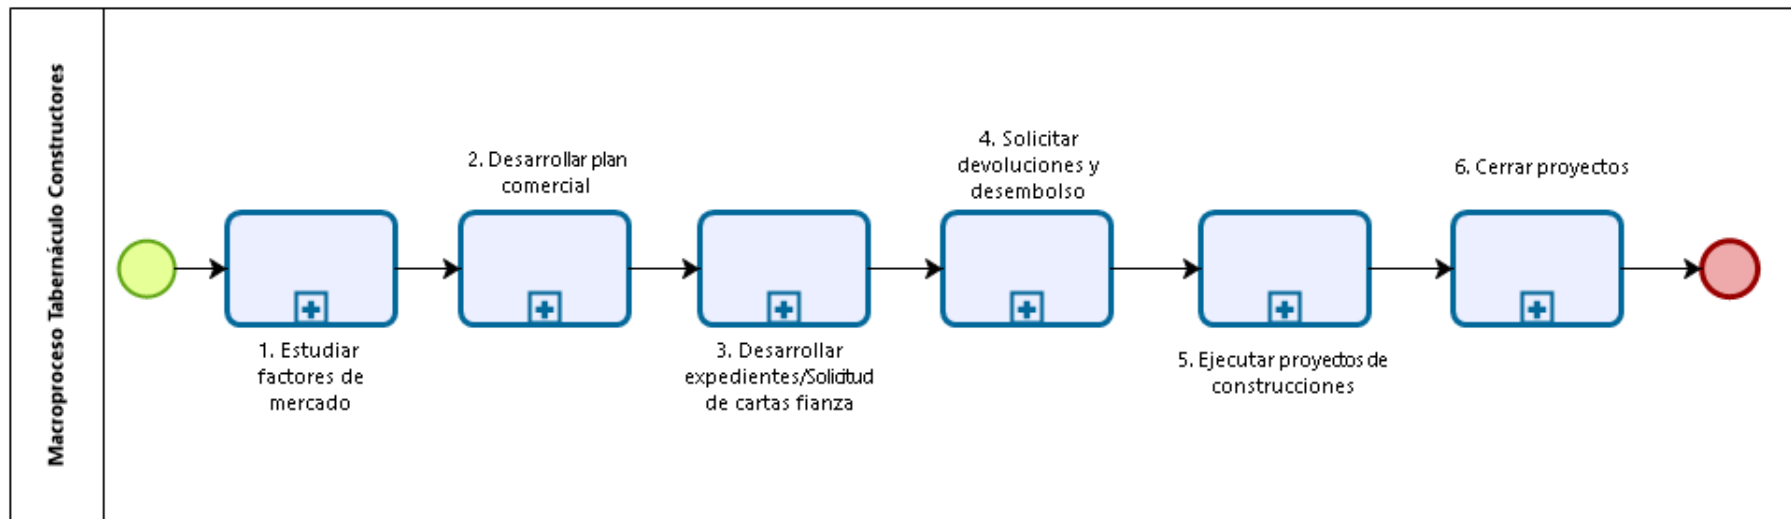 Macroproceso Tabernáculo Constructores
1. Estudiar
factores de
mercado
2. Desarrollar plan
comercial
3. Desarrollar
expedientes/Solicitud
de cartas fianza
4. Solicitar
devoluciones y
desembolso
5. Ejecutar proyectos de
construcciones
6. Cerrar proyectos